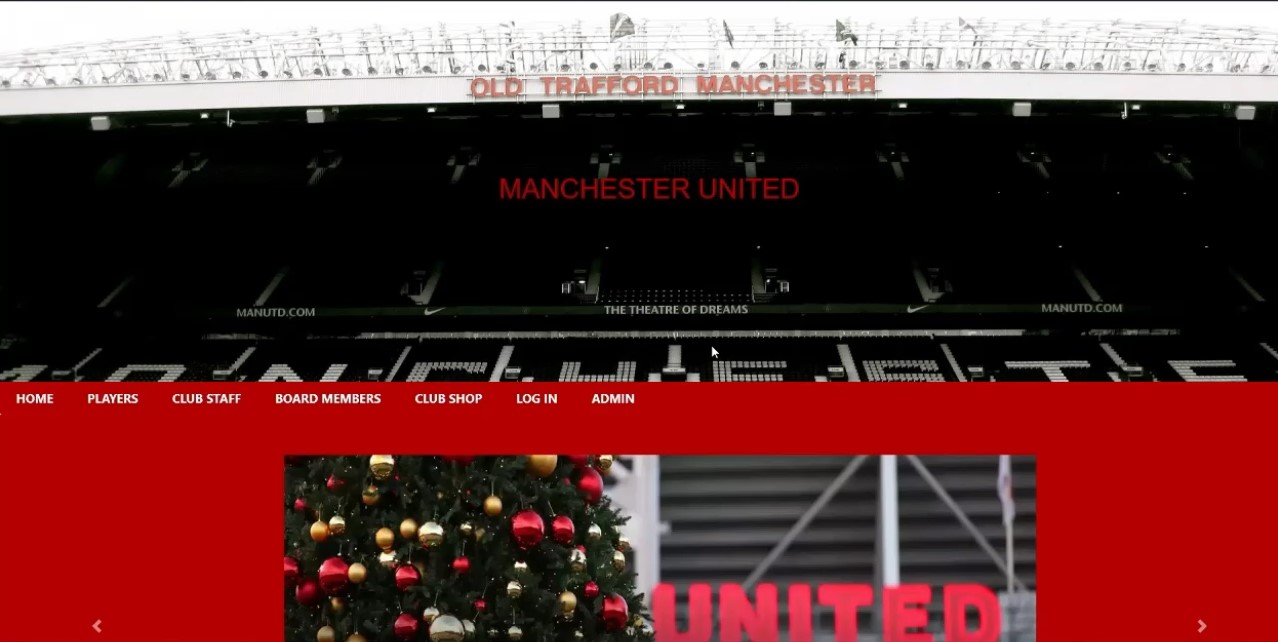 OLD TRAFFORD MANCHESTER
MANCHESTER UNITED
MANUTD.COM
THE THEATRE OF DREAMS
MANUTD.COM
HOME
PLAYERS
CLUB STAFF
BOARD MEMBERS
CLUB SHOP
LOG IN
ADMIN
UNITED